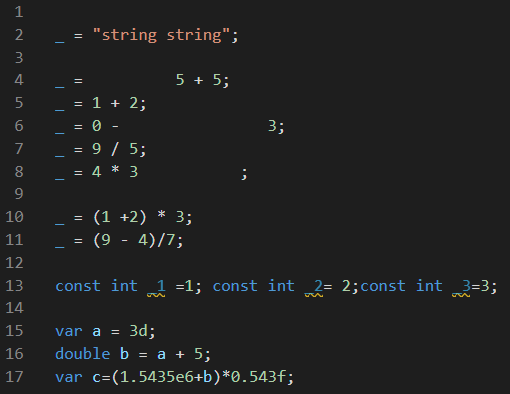 1
2 _ = "string string";
3
4 _ =          5 + 5;
5 _ = 1 + 2;
6 _ = 0 -                3;
7 _ = 9 / 5;
8 _ = 4 * 3           ;
9
10 _ = (1 +2) * 3;
11 _ = (9 - 4)/7;
12
13 const int _1 =1; const int _2= 2;const int _3=3;
14
15 var a = 3d;
16 double b = a + 5;
17 var c=(1.5435e6+b)*0.543f;